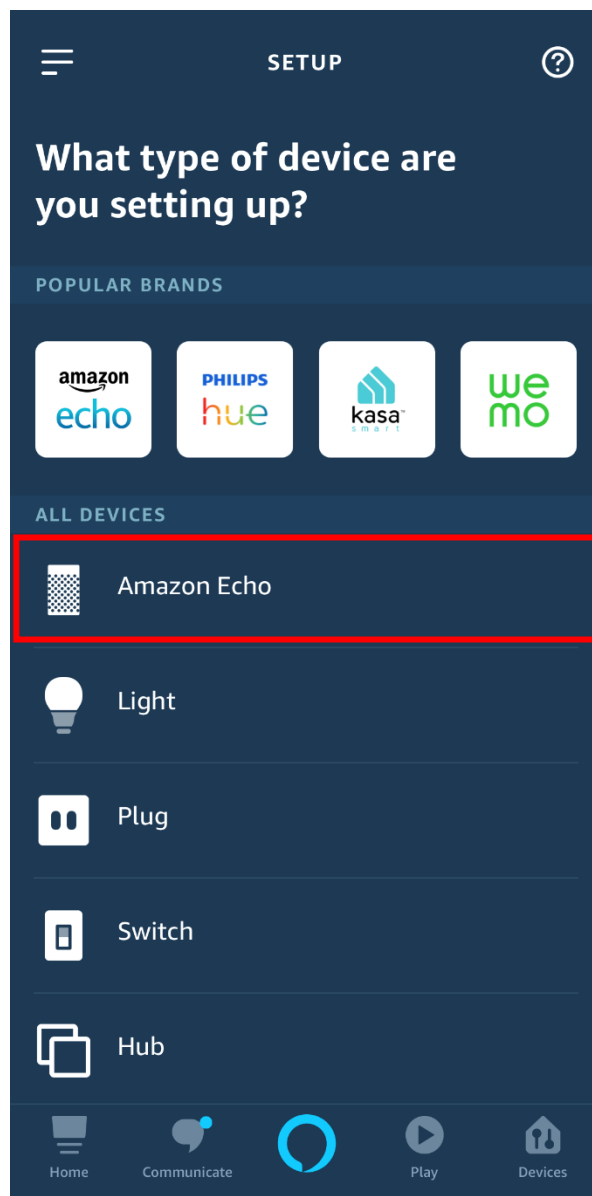 SETUP
What type of device are
you setting up?
POPULAR BRANDS
amazon
echo
PHILIPS
hue
kasa
smart
we
mo
ALL DEVICES
Amazon Echo
Light
Plug
Switch
Hub
Home
Communicate
Play
Devices